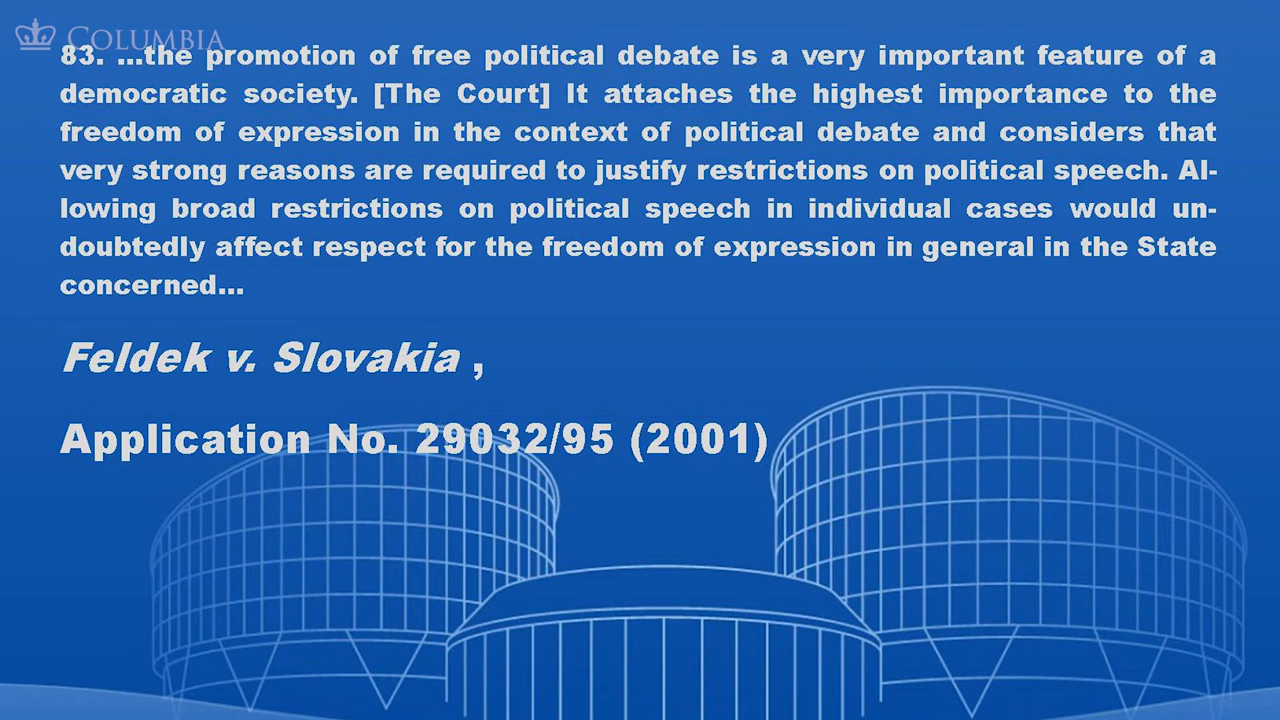 COLUMBIA
83. ...the promotion of free political debate is a very important feature of a
democratic society. [The Court] It attaches the highest importance to the
freedom of expression in the context of political debate and considers that
very strong reasons are required to justify restrictions on political speech. Al-
lowing broad restrictions on political speech in individual cases would un-
doubtedly affect respect for the freedom of expression in general in the State
concerned...
Feldek v. Slovakia ,
Application No. 29032/95 (2001)